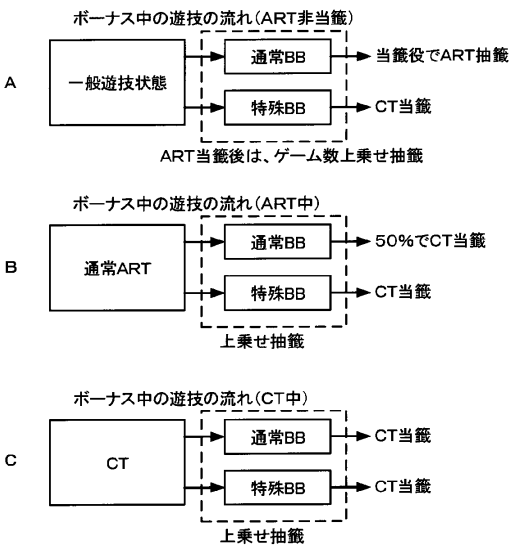 ボーナス中の遊技の流れ(ART非当籤)
A
一般遊技状態
通常BB
当籤役でART抽籤
特殊BB
CT当籤
ART当籤後は、ゲーム数上乗せ抽籤
ボーナス中の遊技の流れ(ART中)
B
通常ART
通常BB
50%でCT当籤
特殊BB
CT当籤
上乗せ抽籤
ボーナス中の遊技の流れ(CT中)
C
CT
通常BB
CT当籤
特殊BB
CT当籤
上乗せ抽籤